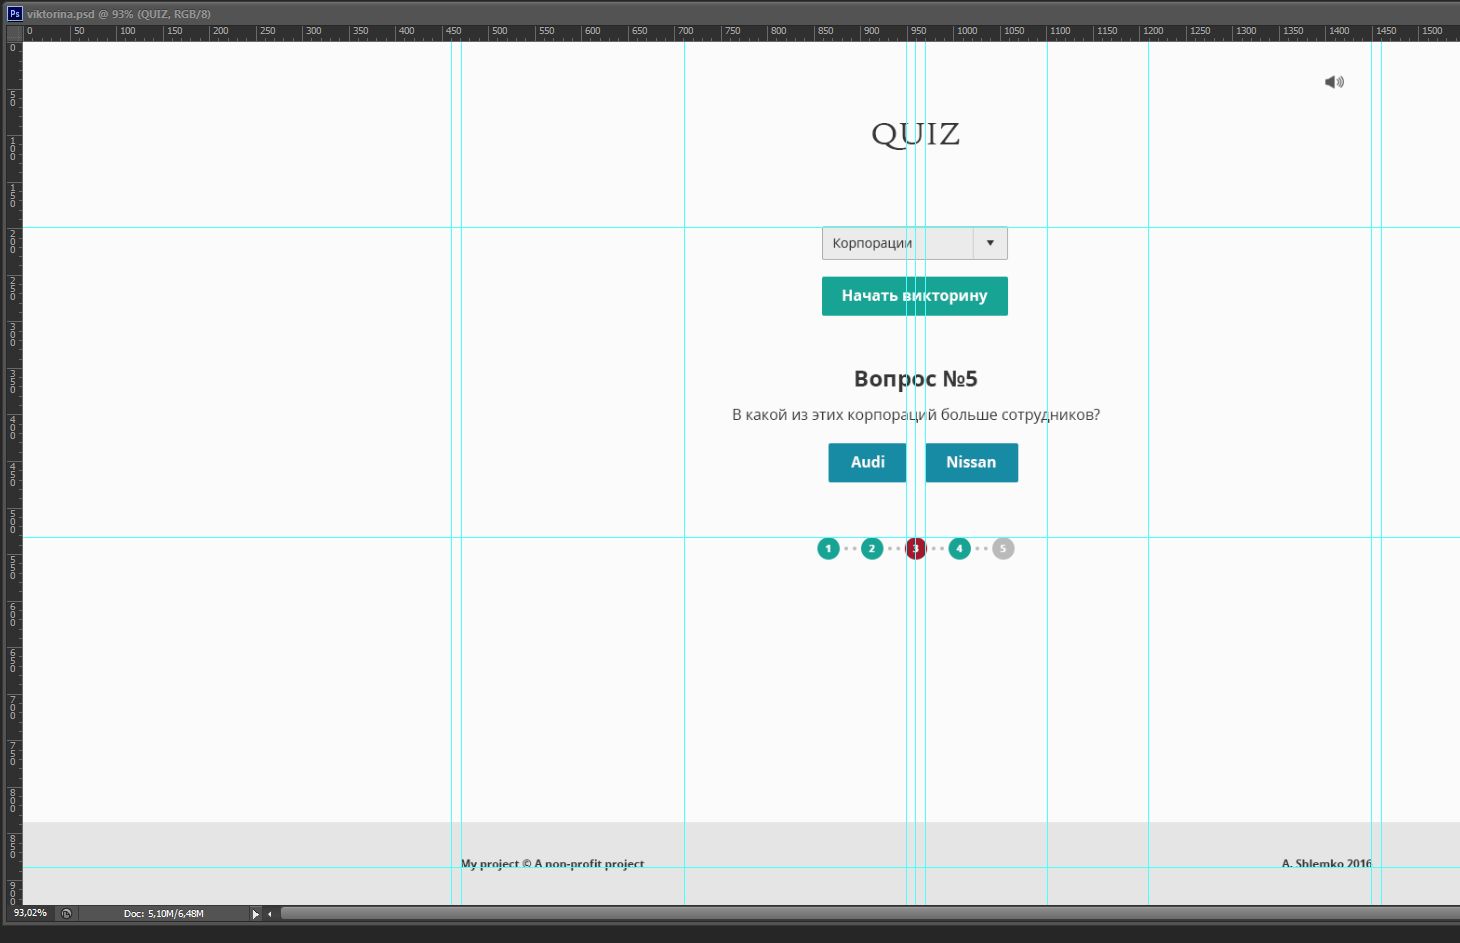 Ps viktorina.psd @ 93% (QUIZ, RGB/8)
0 50 100 150 200 250 300 350 400 450 500 550 600 650 700 750 800 850 900 950 1000 1050 1100 1150 1200 1250 1300 1350 1400 1450 1500
0
50
100
150
200
250
300
350
400
450
500
550
600
650
700
750
800
850
900
QUIZ
Корпорации
Начать викторину
Вопрос №5
В какой из этих корпораций больше сотрудников?
Audi Nissan
1 2 3 4 5
My project © A non-profit project A. Shlemko 2016
93,02% Doc: 5,10M/6,48M